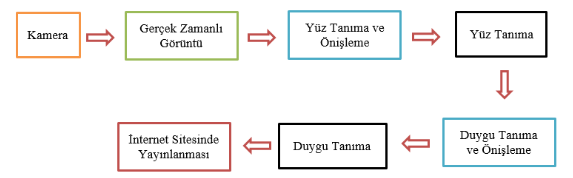 Kamera
Gerçek Zamanlı
Görüntü
Yüz Tanıma ve
Önişleme
Yüz Tanıma
Duygu Tanıma
ve Önişleme
Duygu Tanıma
İnternet Sitesinde
Yayınlanması